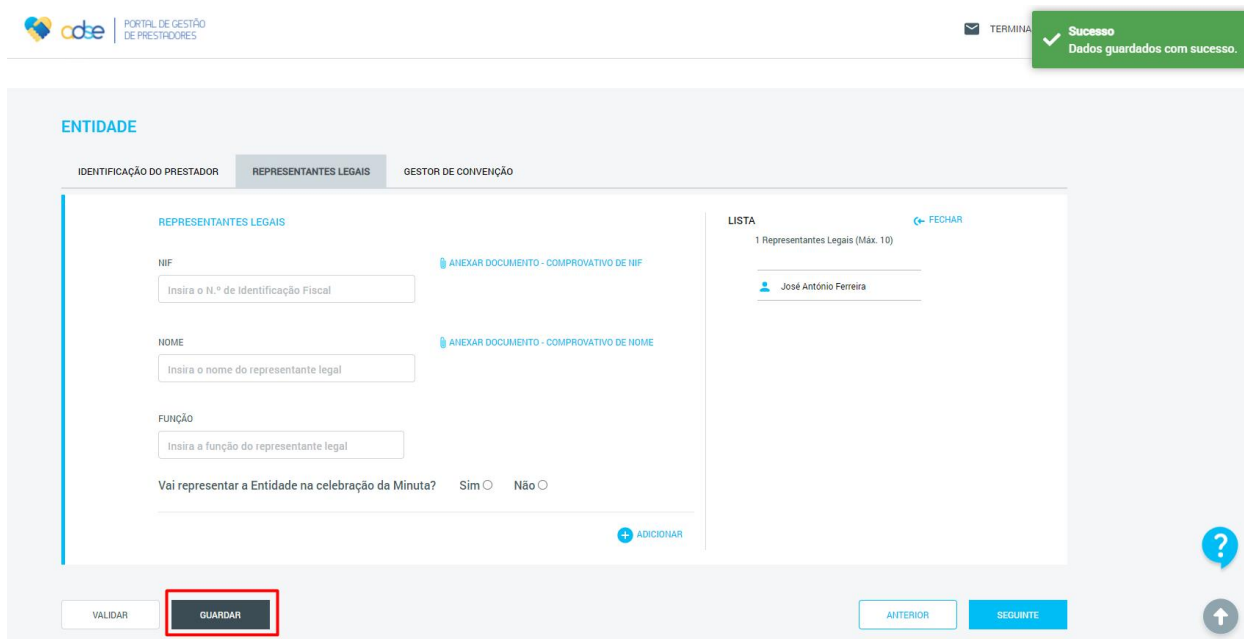 adse
PORTAL DE GESTÃO
DE PRESTADORES
TERMINA
Sucesso
Dados guardados com sucesso.
ENTIDADE
IDENTIFICAÇÃO DO PRESTADOR
REPRESENTANTES LEGAIS
GESTOR DE CONVENÇÃO
REPRESENTANTES LEGAIS
NIF
ANEXAR DOCUMENTO - COMPROVATIVO DE NIF
Insira o N.º de Identificação Fiscal
NOME
ANEXAR DOCUMENTO - COMPROVATIVO DE NOME
Insira o nome do representante legal
FUNÇÃO
Insira a função do representante legal
Vai representar a Entidade na celebração da Minuta? Sim Não
ADICIONAR
LISTA
FECHAR
1 Representantes Legais (Máx. 10)
José António Ferreira
?
VALIDAR
GUARDAR
ANTERIOR
SEGUINTE